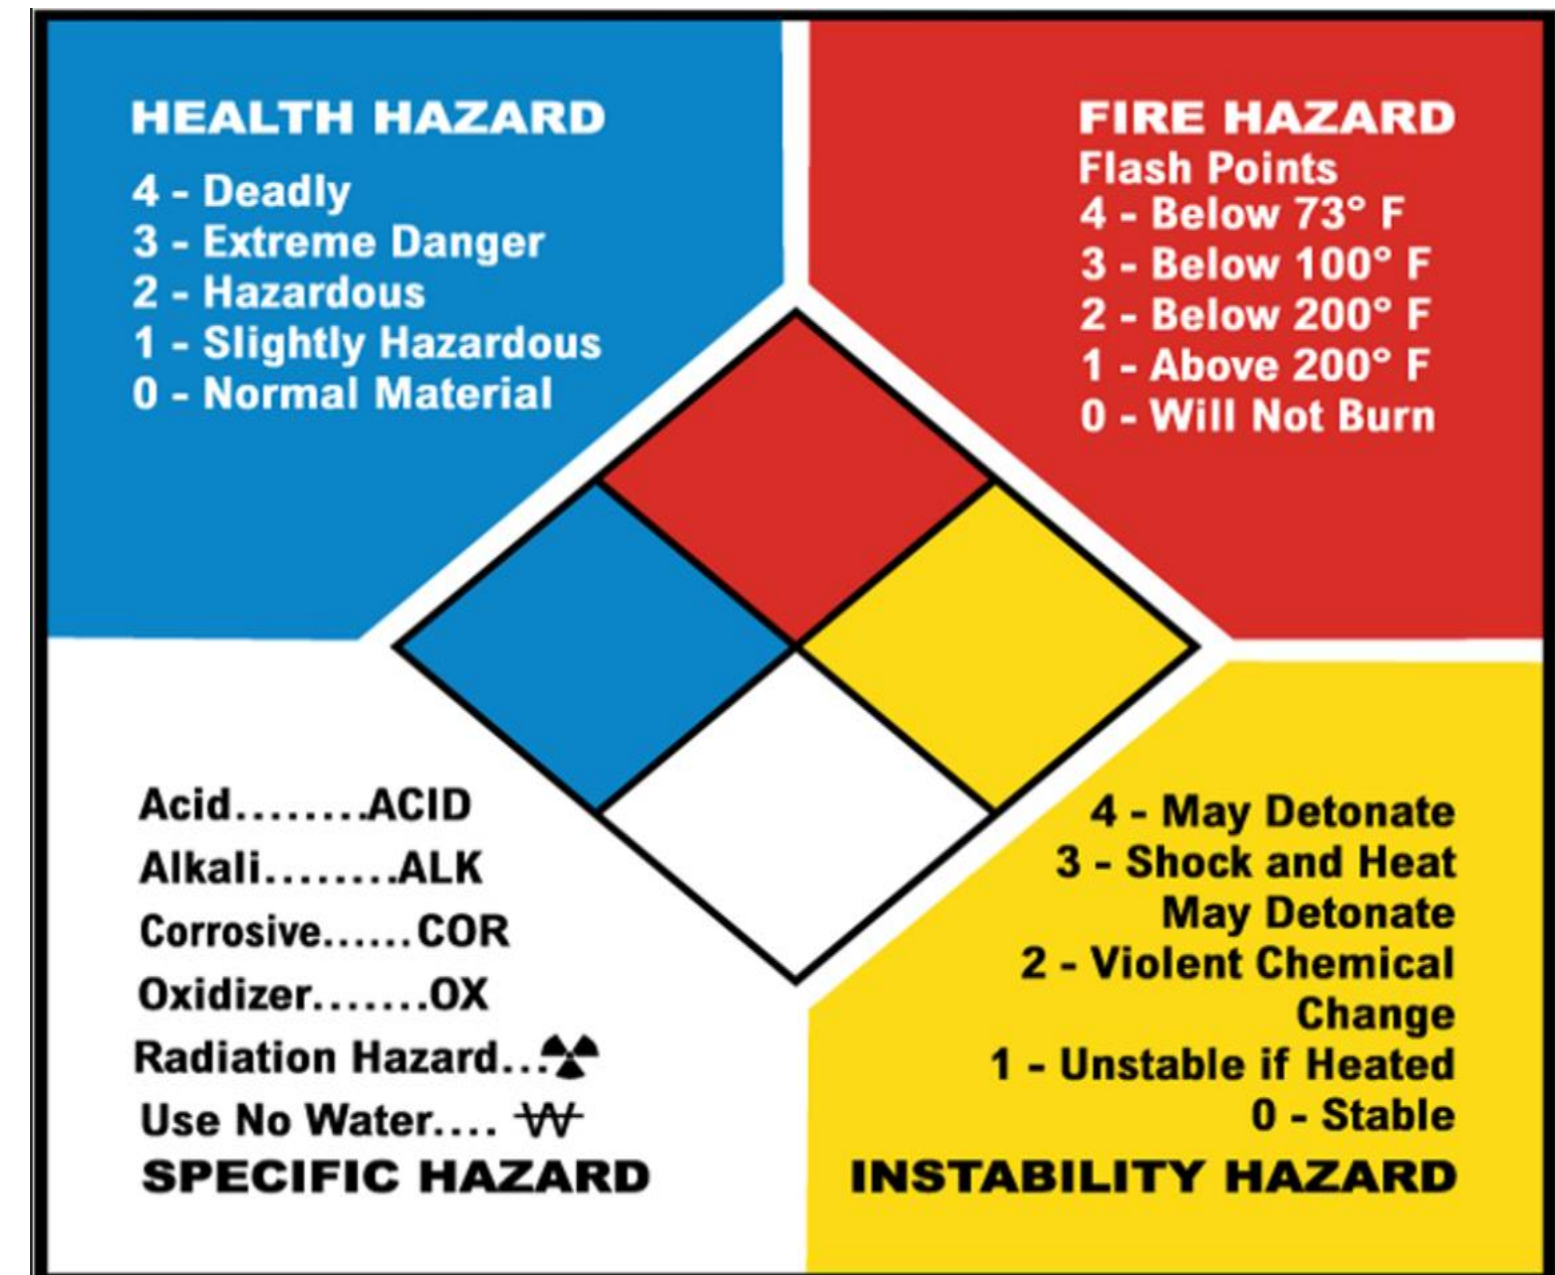 HEALTH HAZARD
4 - Deadly
3 - Extreme Danger
2 - Hazardous
1 - Slightly Hazardous
0 - Normal Material
FIRE HAZARD
Flash Points
4 - Below 73° F
3 - Below 100° F
2 - Below 200° F
1 - Above 200° F
0 - Will Not Burn
Acid........ACID
Alkali........ALK
Corrosive......COR
Oxidizer.......OX
Radiation Hazard...☢
Use No Water.... W̶
SPECIFIC HAZARD
4 - May Detonate
3 - Shock and Heat
May Detonate
2 - Violent Chemical
Change
1 - Unstable if Heated
0 - Stable
INSTABILITY HAZARD